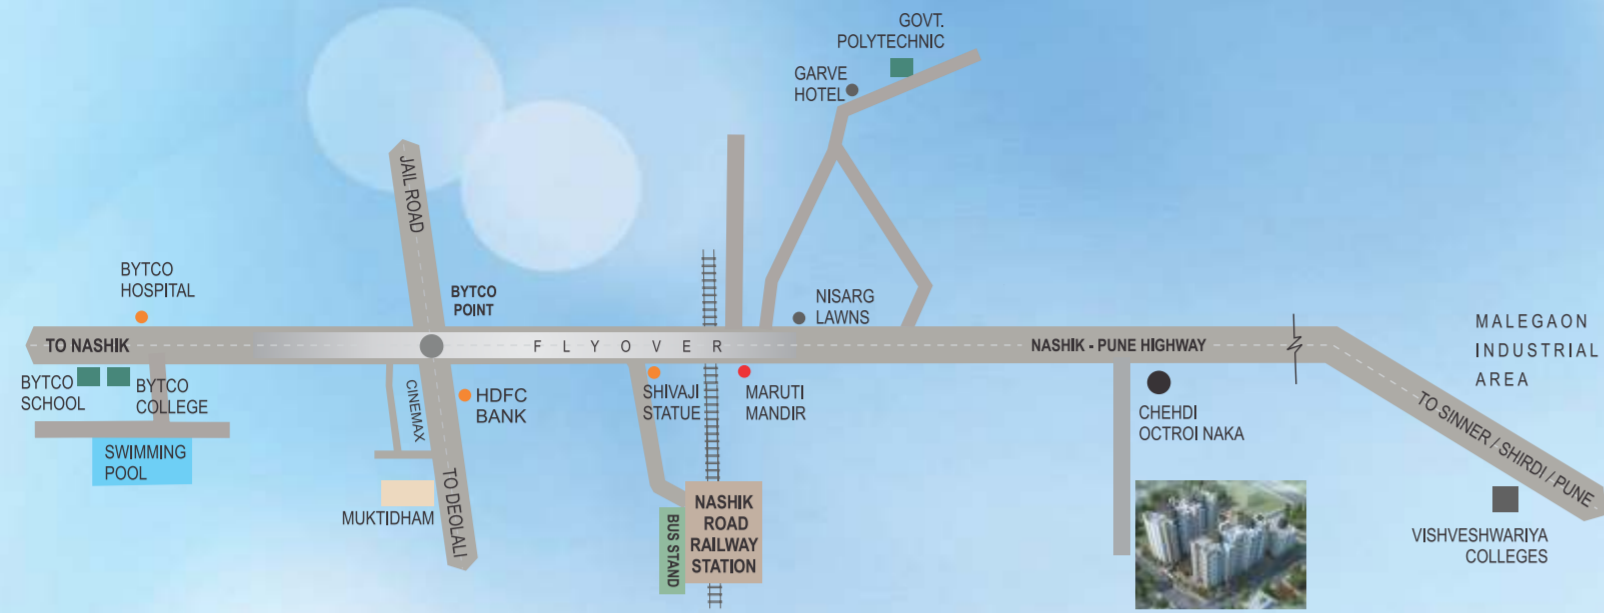 GOVT.
POLYTECHNIC
GARVE
HOTEL
JAIL ROAD
BYTCO
HOSPITAL
BYTCO
POINT
NISARG
LAWNS
TO NASHIK
FLYOVER
NASHIK - PUNE HIGHWAY
MALEGAON
INDUSTRIAL
AREA
BYTCO
SCHOOL
BYTCO
COLLEGE
CINEMAX
HDFC
BANK
SHIVAJI
STATUE
MARUTI
MANDIR
CHEHDI
OCTROI NAKA
TO SINNER / SHIRDI / PUNE
SWIMMING
POOL
MUKTIDHAM
TO DEOLALI
BUS STAND
NASHIK
ROAD
RAILWAY
STATION
VISHVESHWARIYA
COLLEGES